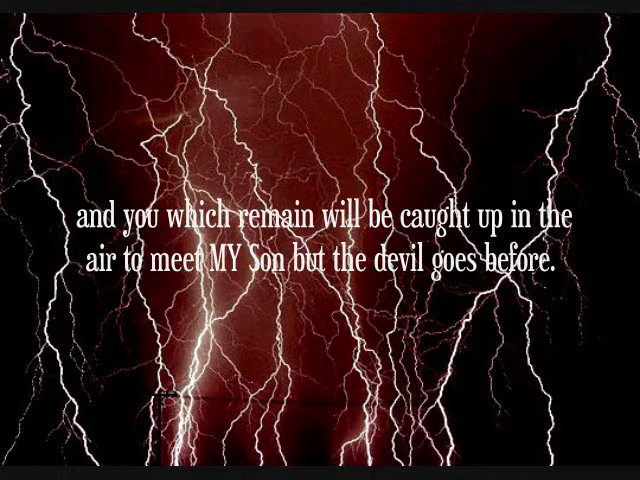 and you which remain will be caught up in the
air to meet MY Son but the devil goes before.